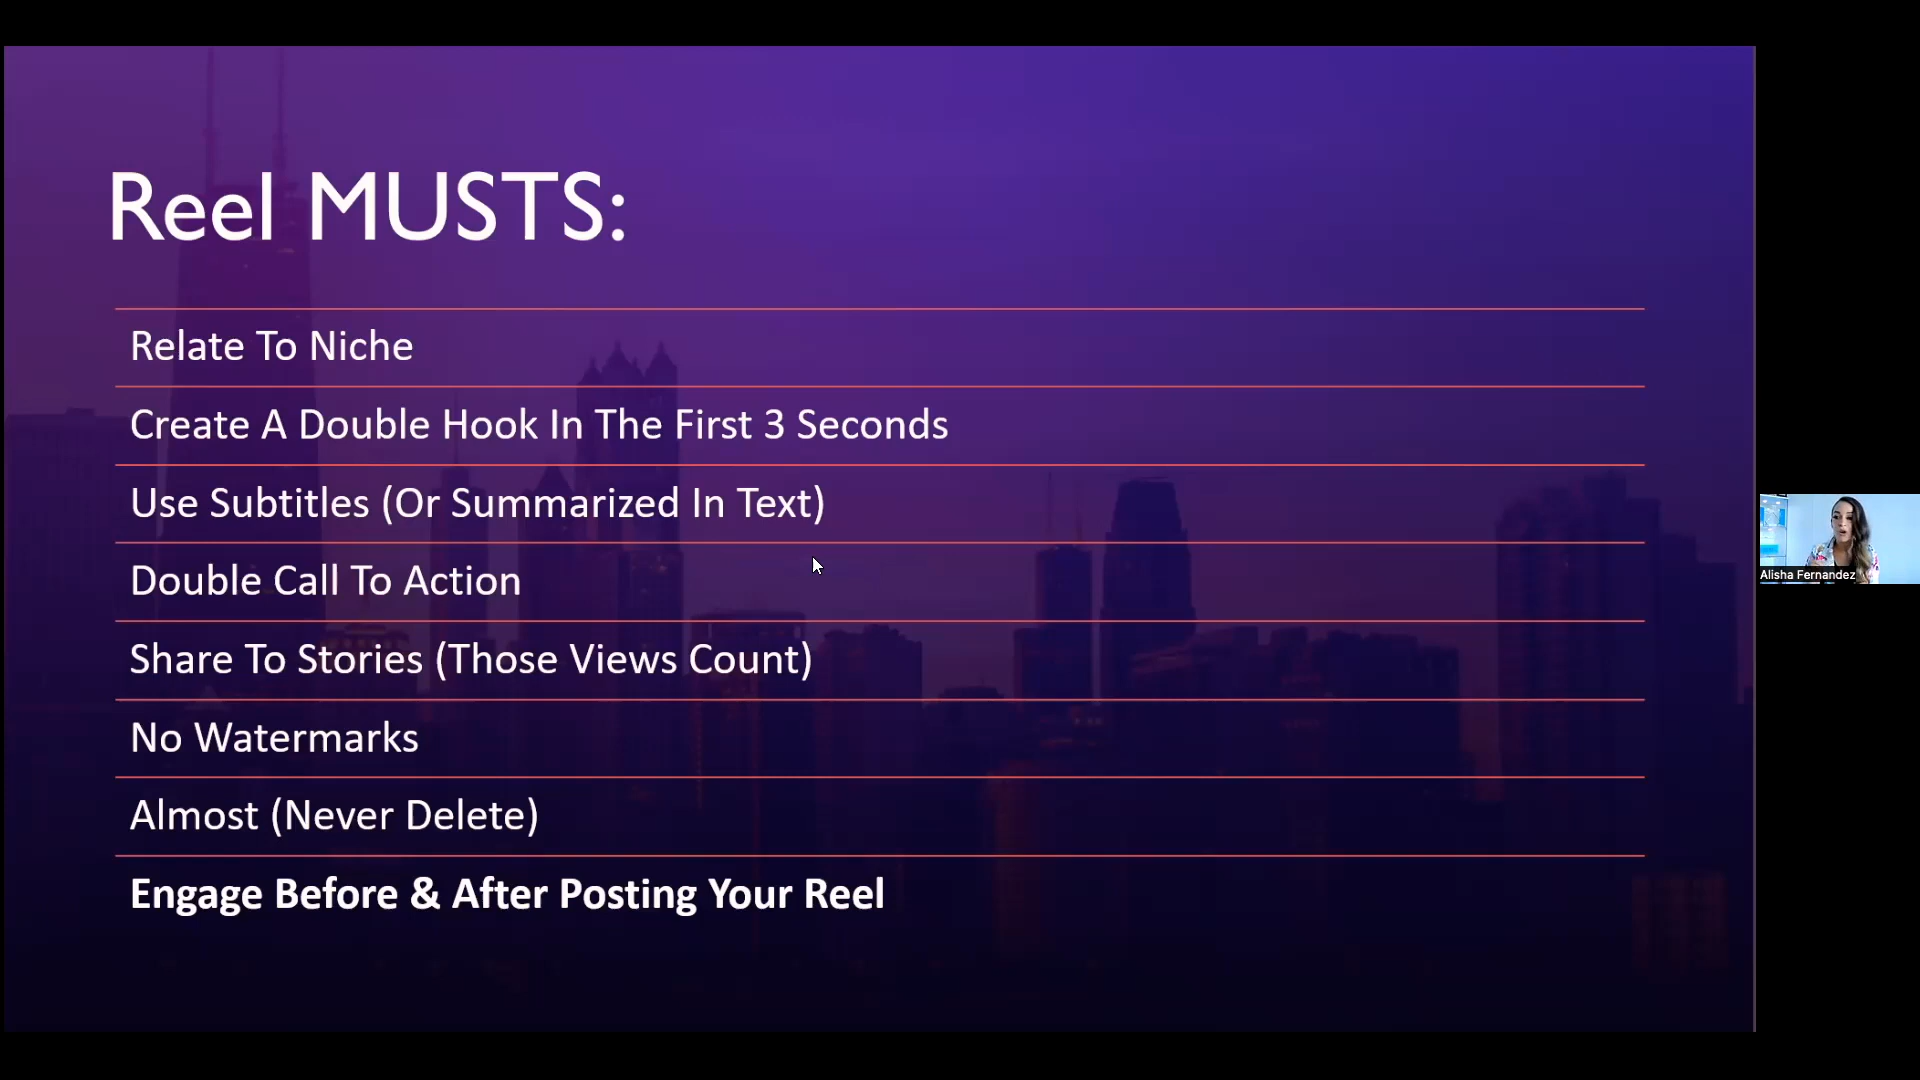 Reel MUSTS:
Relate To Niche
Create A Double Hook In The First 3 Seconds
Use Subtitles (Or Summarized In Text)
Double Call To Action
Share To Stories (Those Views Count)
No Watermarks
Almost (Never Delete)
Engage Before & After Posting Your Reel
Alisha Fernandez